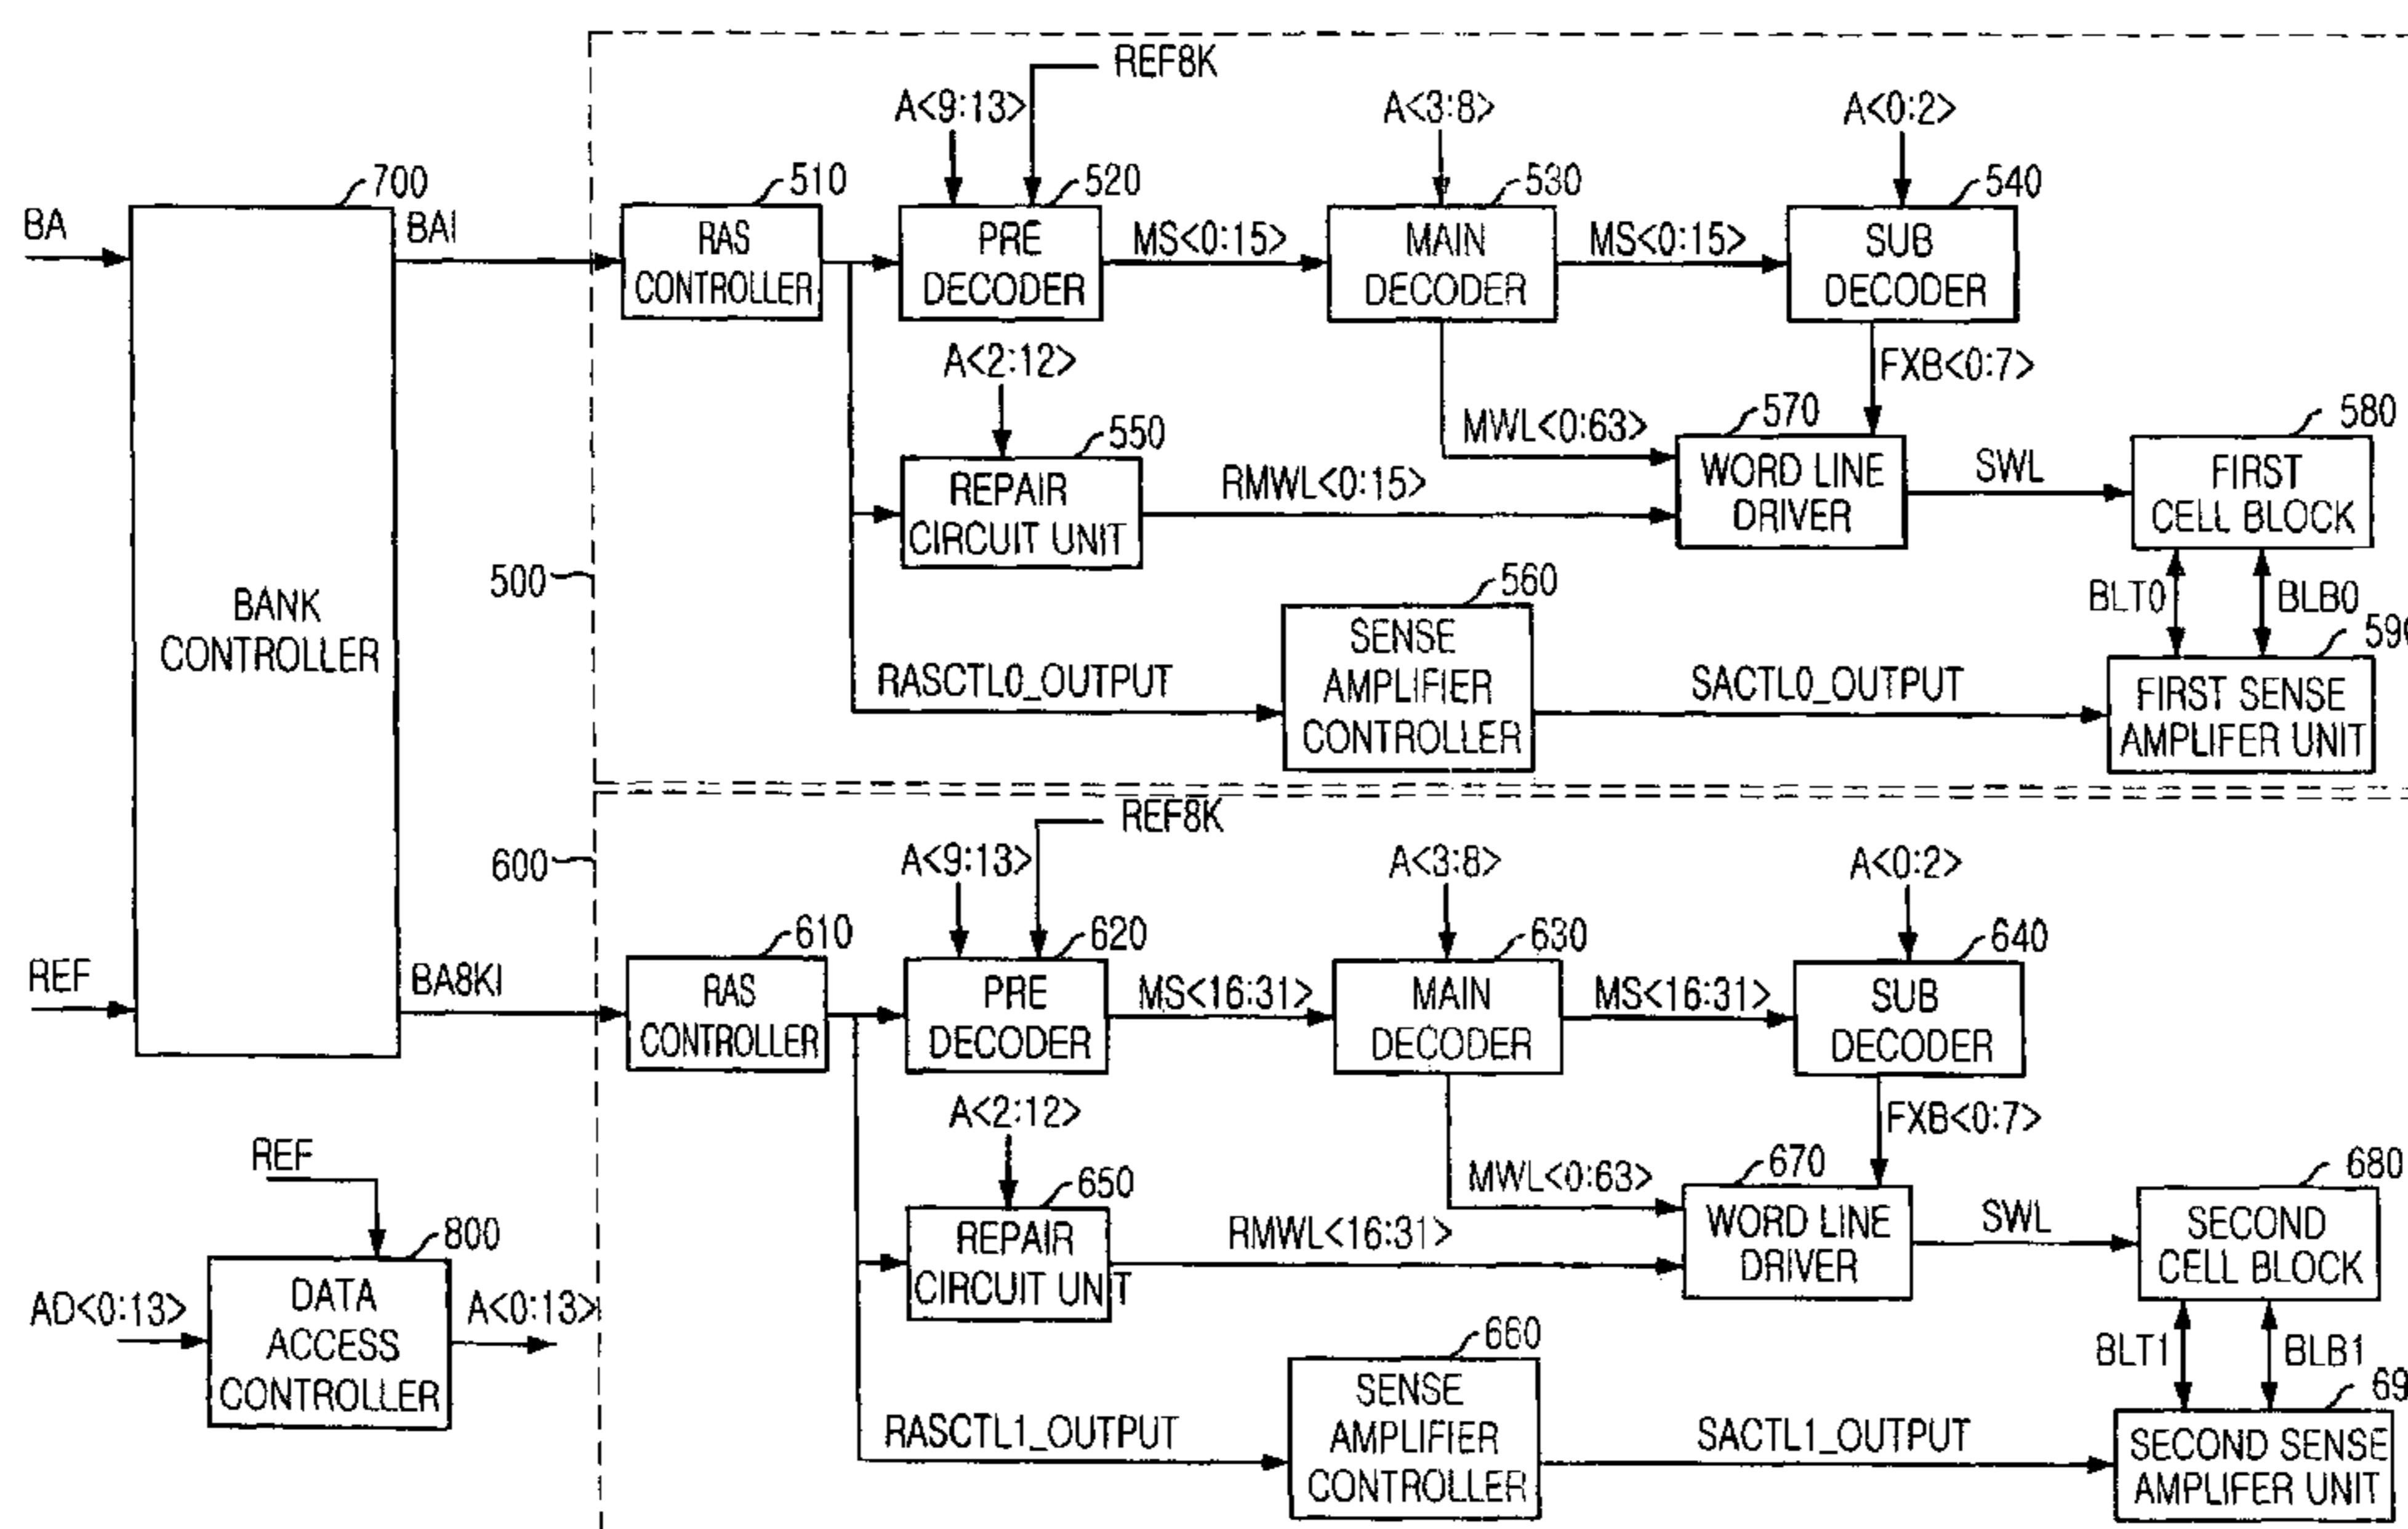 REF8K
A<9:13>
A<3:8>
A<0:2>
700
510
520
530
540
BA
BAI
RAS
CONTROLLER
PRE
DECODER
MS<0:15>
MAIN
DECODER
MS<0:15>
SUB
DECODER
A<2:12>
FXB<0:7>
550
MWL<0:63>
570
580
REPAIR
CIRCUIT UNIT
RMWL<0:15>
WORD LINE
DRIVER
SWL
FIRST
CELL BLOCK
500
560
BLT0
BLB0
BANK
CONTROLLER
SENSE
AMPLIFIER
CONTROLLER
RASCTL0_OUTPUT
SACTL0_OUTPUT
59
FIRST SENSE
AMPLIFER UNIT
REF8K
600
A<9:13>
A<3:8>
A<0:2>
610
620
630
640
REF
BA8KI
RAS
CONTROLLER
PRE
DECODER
MS<16:31>
MAIN
DECODER
MS<16:31>
SUB
DECODER
A<2:12>
FXB<0:7>
REF
650
MWL<0:63>
670
680
800
REPAIR
CIRCUIT UNIT
RMWL<16:31>
WORD LINE
DRIVER
SWL
SECOND
CELL BLOCK
AD<0:13>
DATA
ACCESS
CONTROLLER
A<0:13>
660
BLT1
BLB1
SENSE
AMPLIFIER
CONTROLLER
RASCTL1_OUTPUT
SACTL1_OUTPUT
69
SECOND SENSE
AMPLIFER UNIT